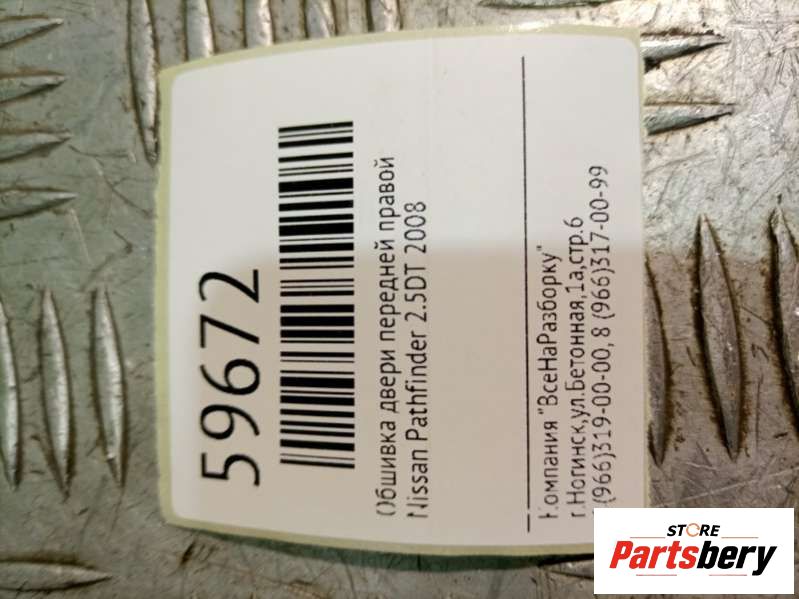 59672
Обшивка двери передней правой
Nissan Pathfinder 2.5DT 2008
Компания "ВсеНаРазборку"
г.Ногинск,ул.Бетонная,1а,стр.6
(966)319-00-00, 8 (966)317-00-99
STORE
Partsbery